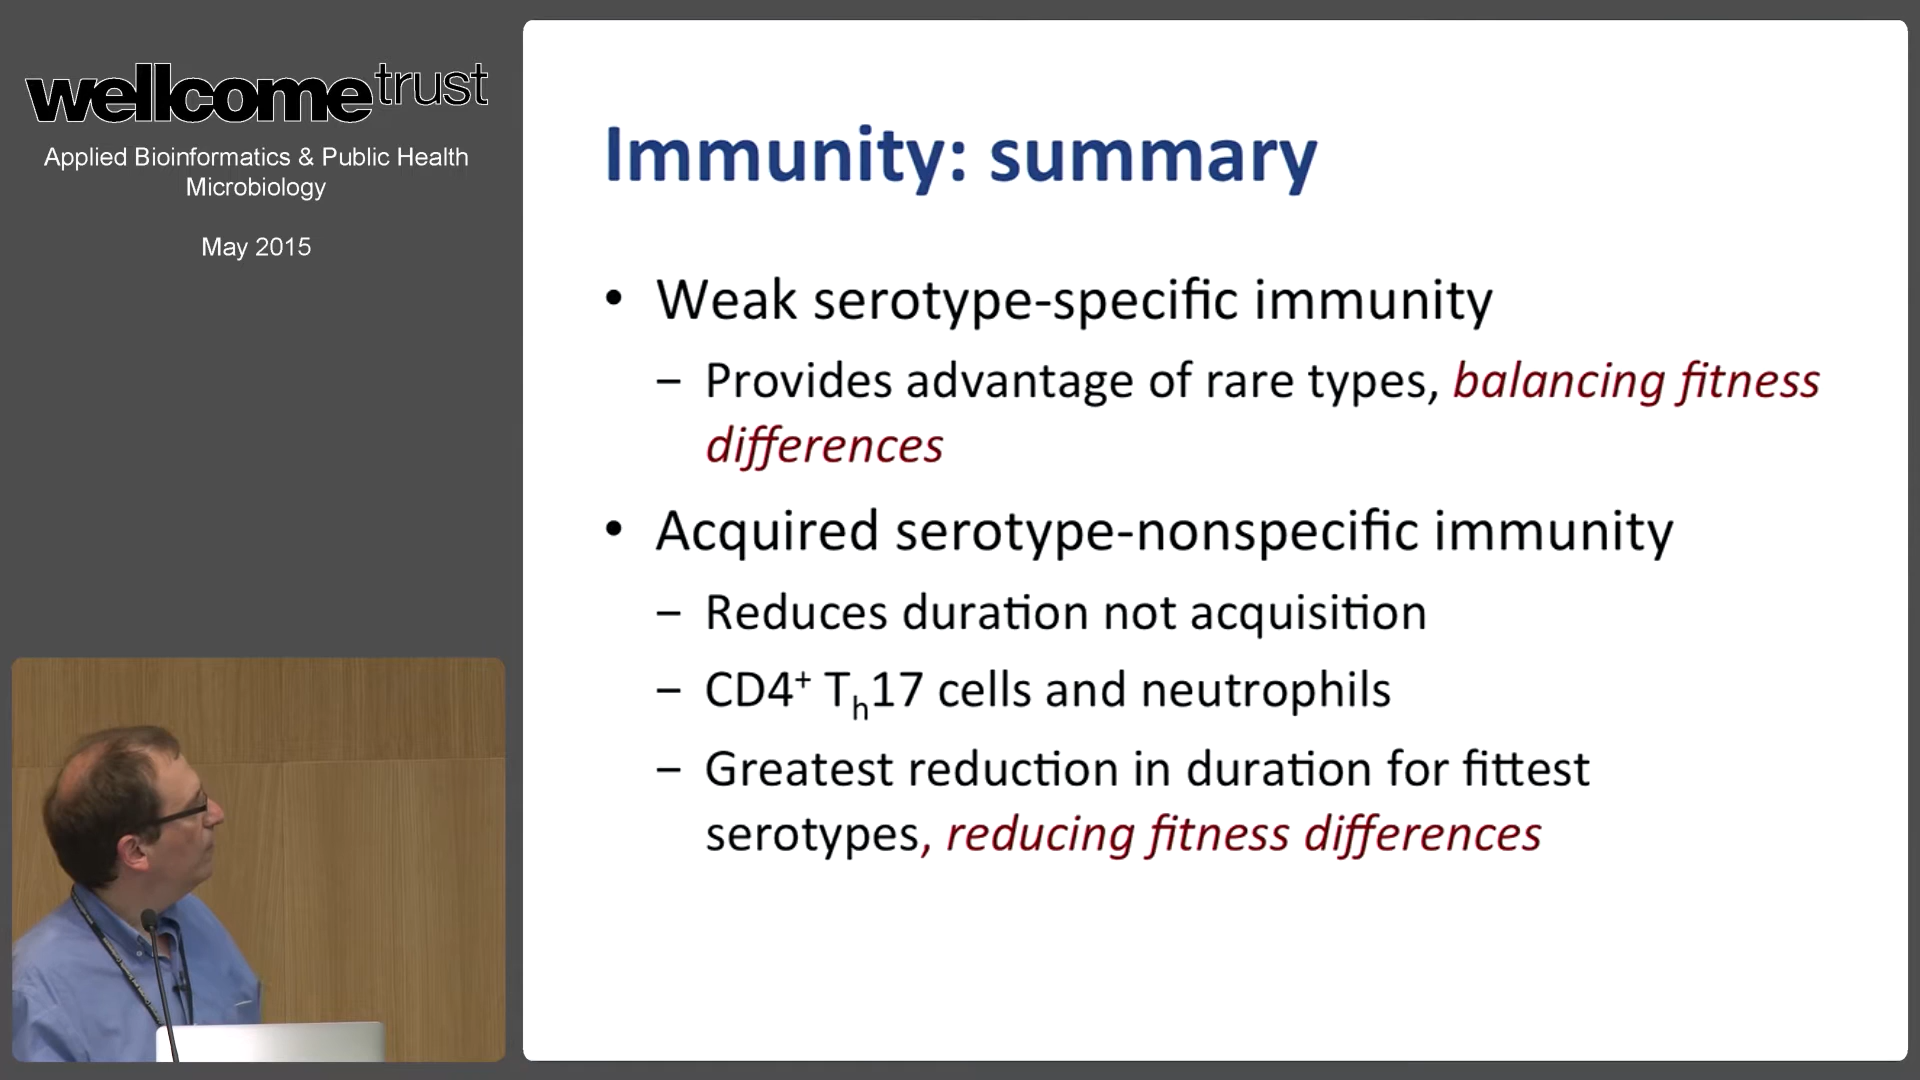 wellcometrust
Applied Bioinformatics & Public Health
Microbiology
May 2015
Immunity: summary
• Weak serotype-specific immunity
– Provides advantage of rare types, balancing fitness
differences
• Acquired serotype-nonspecific immunity
– Reduces duration not acquisition
– CD4⁺ Tₕ17 cells and neutrophils
– Greatest reduction in duration for fittest
serotypes, reducing fitness differences